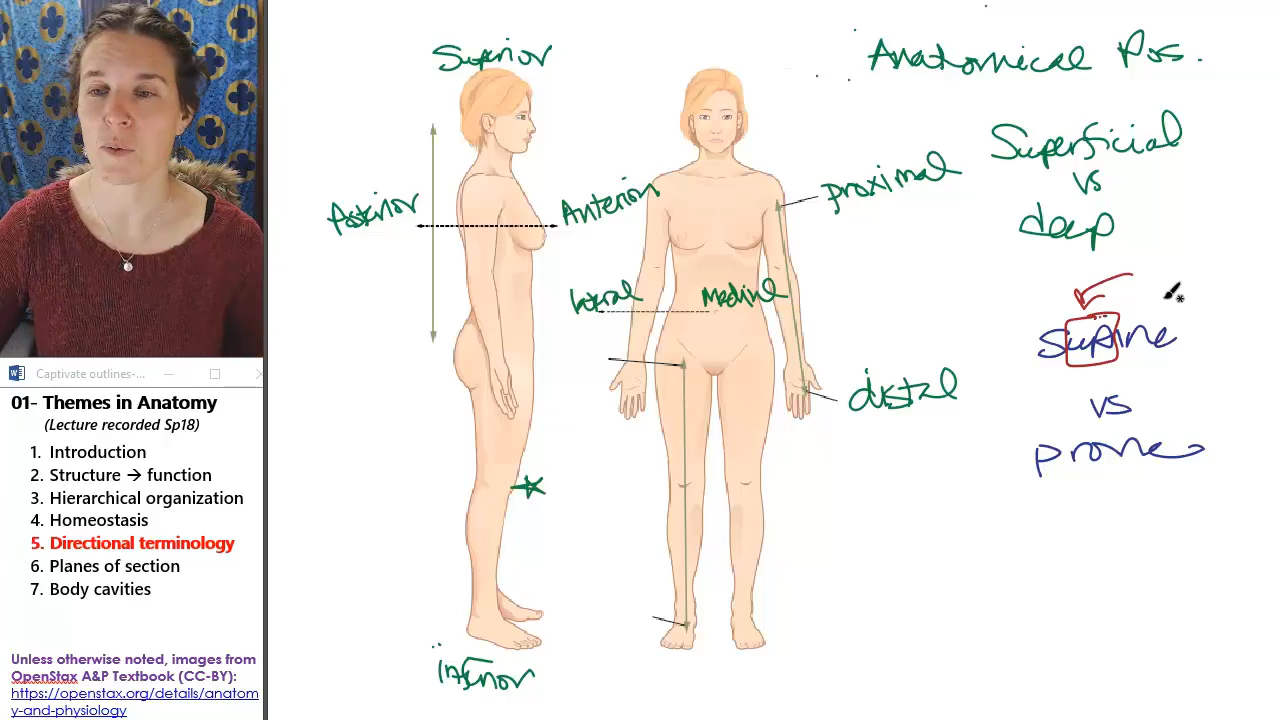 Superior
Anatomical Pos.
Superficial
vs
deep
Posterior
Anterior
proximal
lateral
Medial
supine
vs
prone
distal
Inferior
Captivate outlines-...
01- Themes in Anatomy
(Lecture recorded Sp18)
1. Introduction
2. Structure → function
3. Hierarchical organization
4. Homeostasis
5. Directional terminology
6. Planes of section
7. Body cavities
Unless otherwise noted, images from
OpenStax A&P Textbook (CC-BY):
https://openstax.org/details/anatom
y-and-physiology